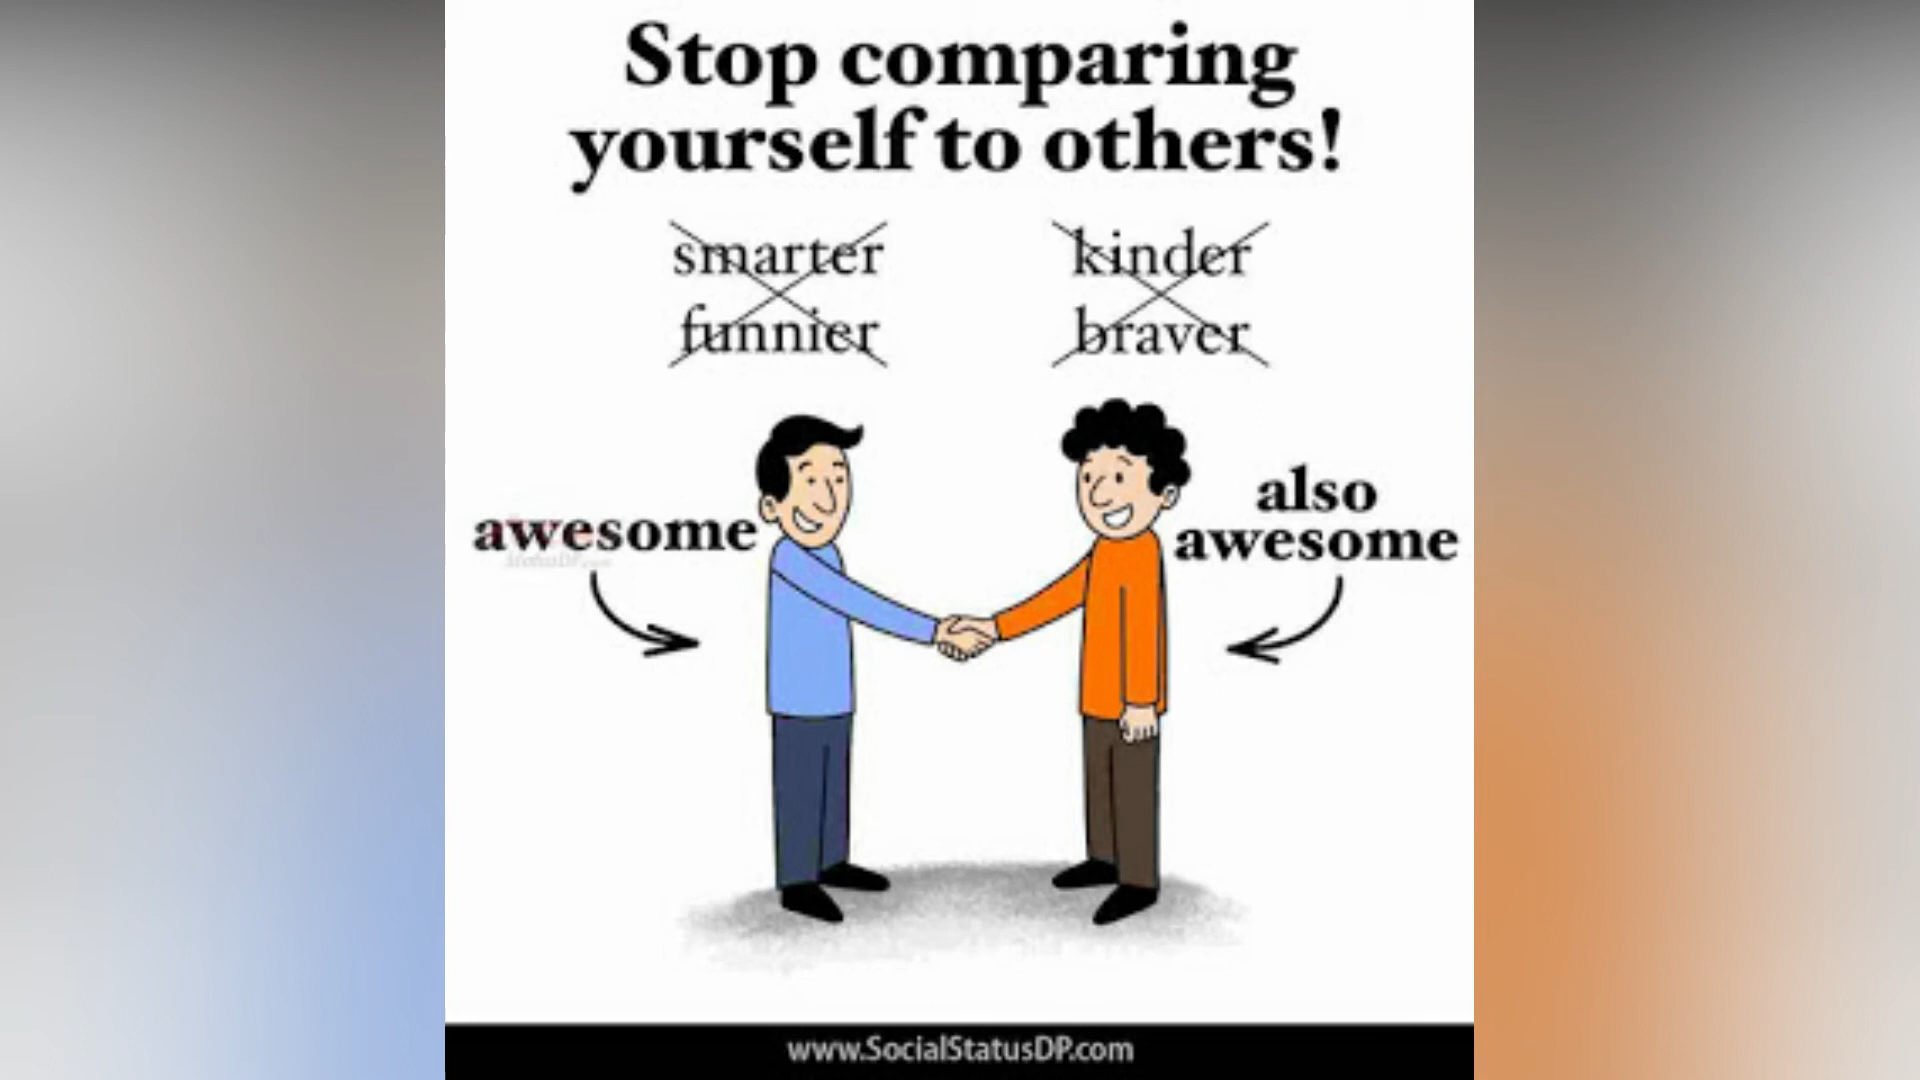 Stop comparing
yourself to others!
smarter
funnier
kinder
braver
awesome
also
awesome
www.SocialStatusDP.com